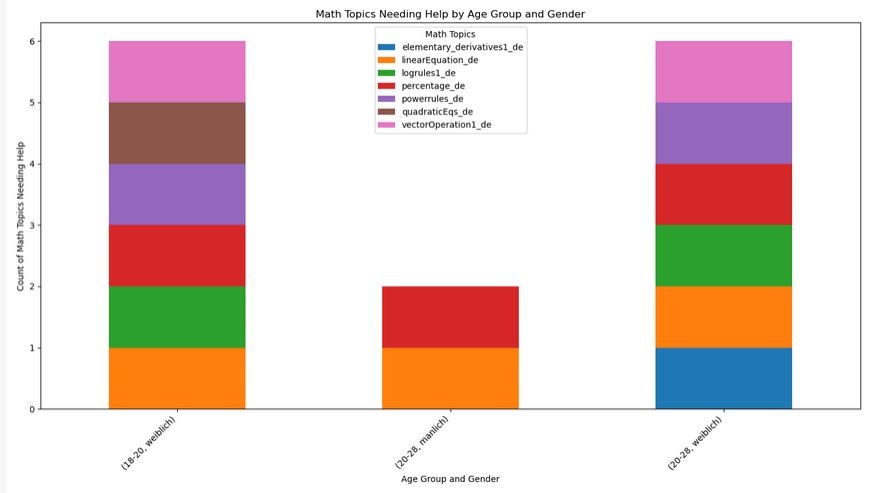 Math Topics Needing Help by Age Group and Gender
Math Topics
elementary_derivatives1_de
linearEquation_de
logrules1_de
percentage_de
powerrules_de
quadraticEqs_de
vectorOperation1_de
Count of Math Topics Needing Help
6
5
4
3
2
1
0
(18-20, weiblich)
(20-28, manlich)
(20-28, weiblich)
Age Group and Gender